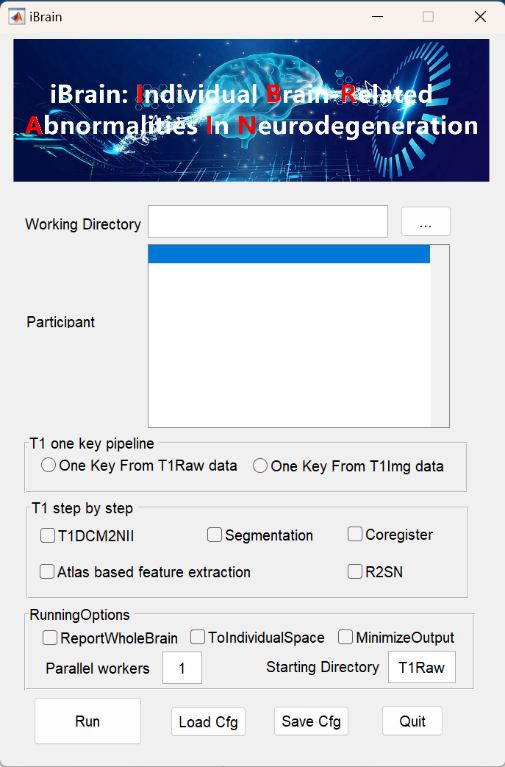 iBrain
iBrain: Individual Brain-Related
Abnormalities In Neurodegeneration
Working Directory
...
Participant
T1 one key pipeline
One Key From T1Raw data One Key From T1Img data
T1 step by step
T1DCM2NII Segmentation Coregister
Atlas based feature extraction R2SN
RunningOptions
ReportWholeBrain ToIndividualSpace MinimizeOutput
Parallel workers 1 Starting Directory T1Raw
Run Load Cfg Save Cfg Quit